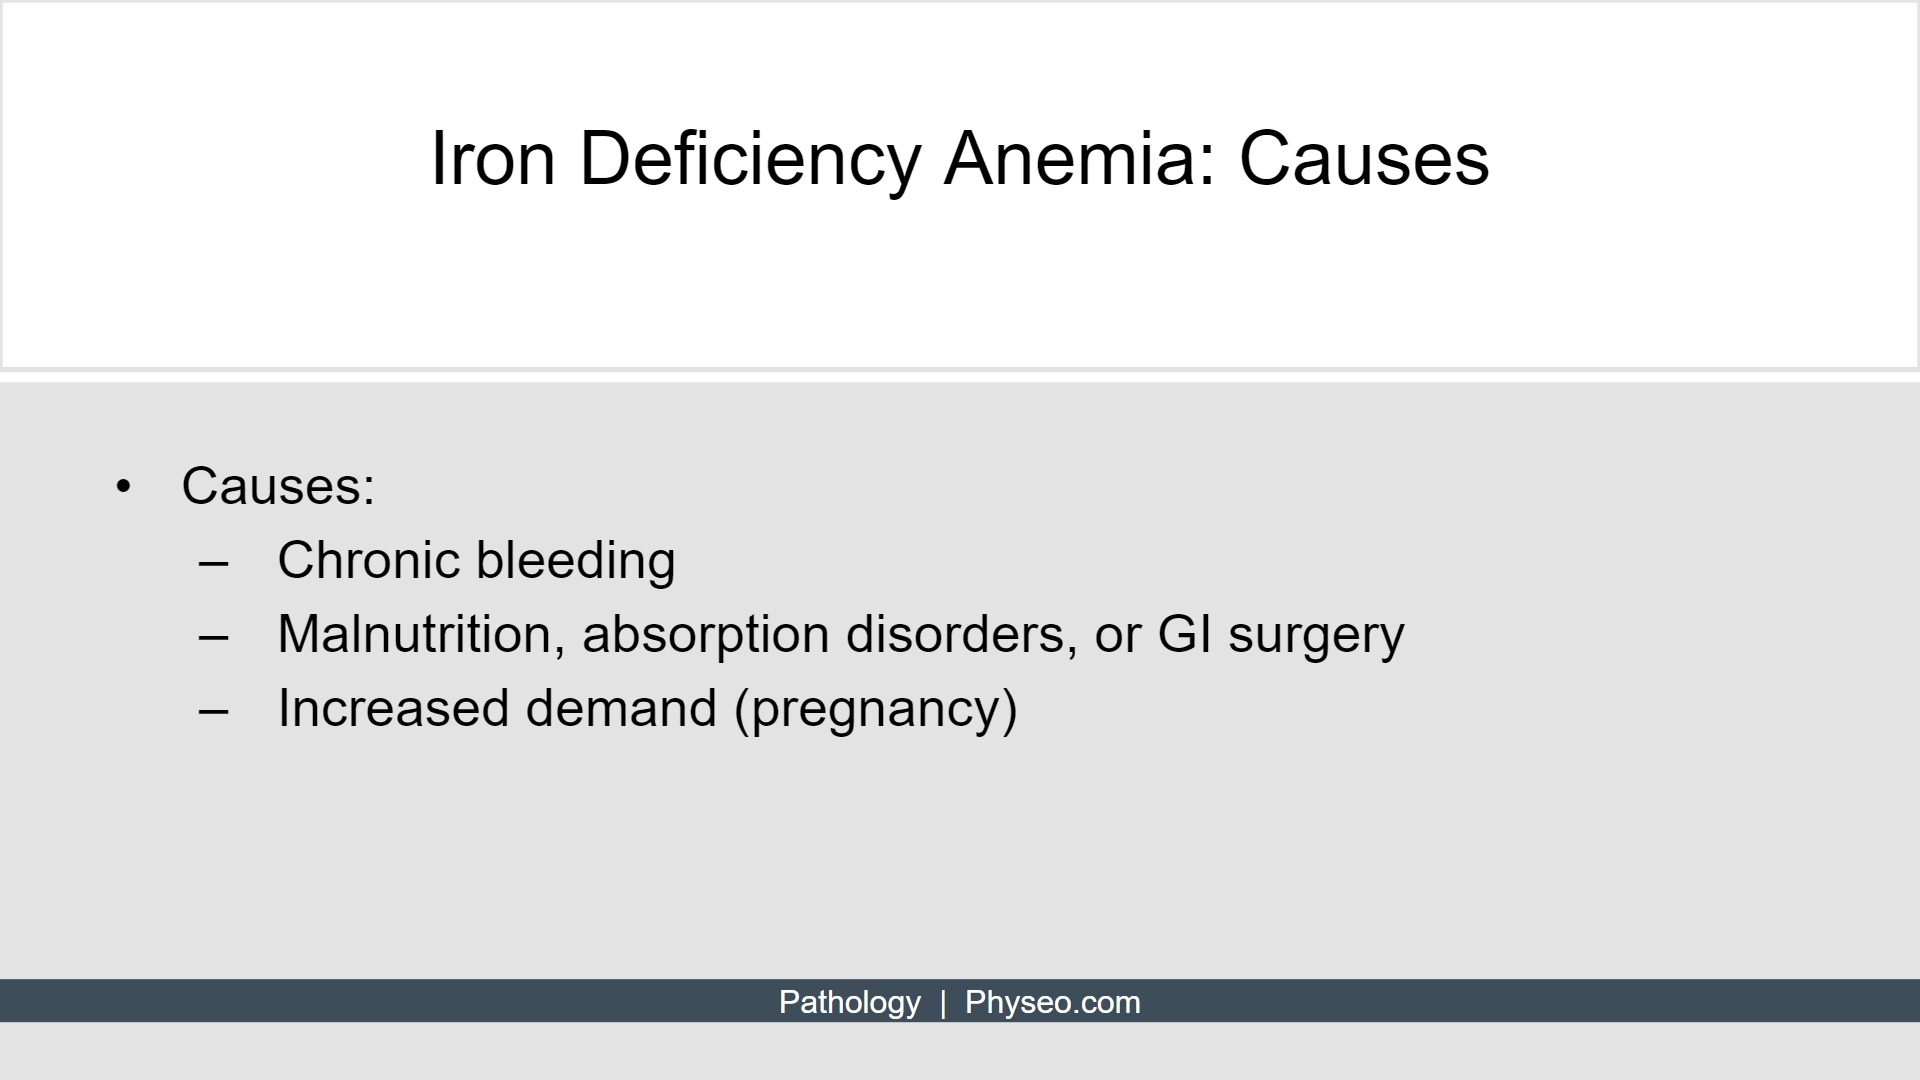 Iron Deficiency Anemia: Causes
• Causes:
– Chronic bleeding
– Malnutrition, absorption disorders, or GI surgery
– Increased demand (pregnancy)
Pathology | Physeo.com